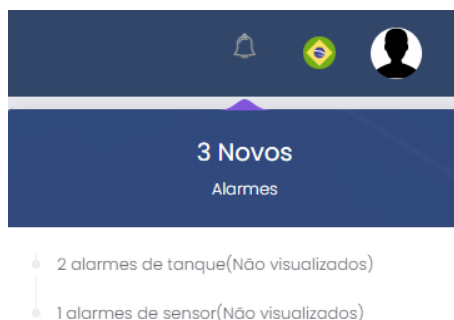 3 Novos
Alarmes
2 alarmes de tanque(Não visualizados)
1 alarmes de sensor(Não visualizados)